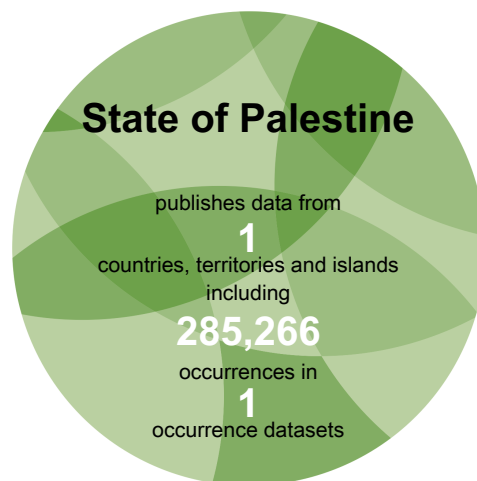 State of Palestine
publishes data from
1
countries, territories and islands
including
285,266
occurrences in
1
occurrence datasets